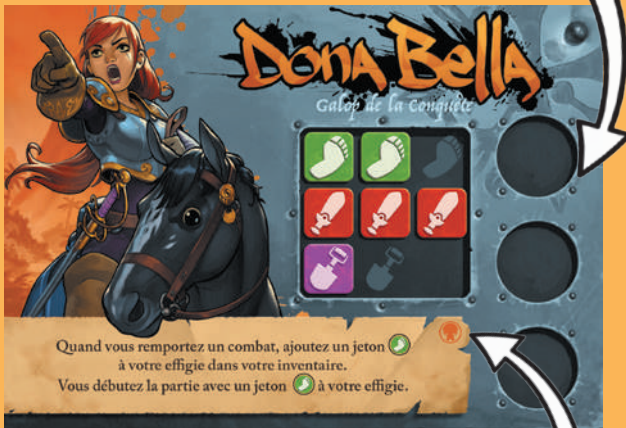 Dona Bella
Galop de la Conquête
Quand vous remportez un combat, ajoutez un jeton
à votre effigie dans votre inventaire.
Vous débutez la partie avec un jeton à votre effigie.